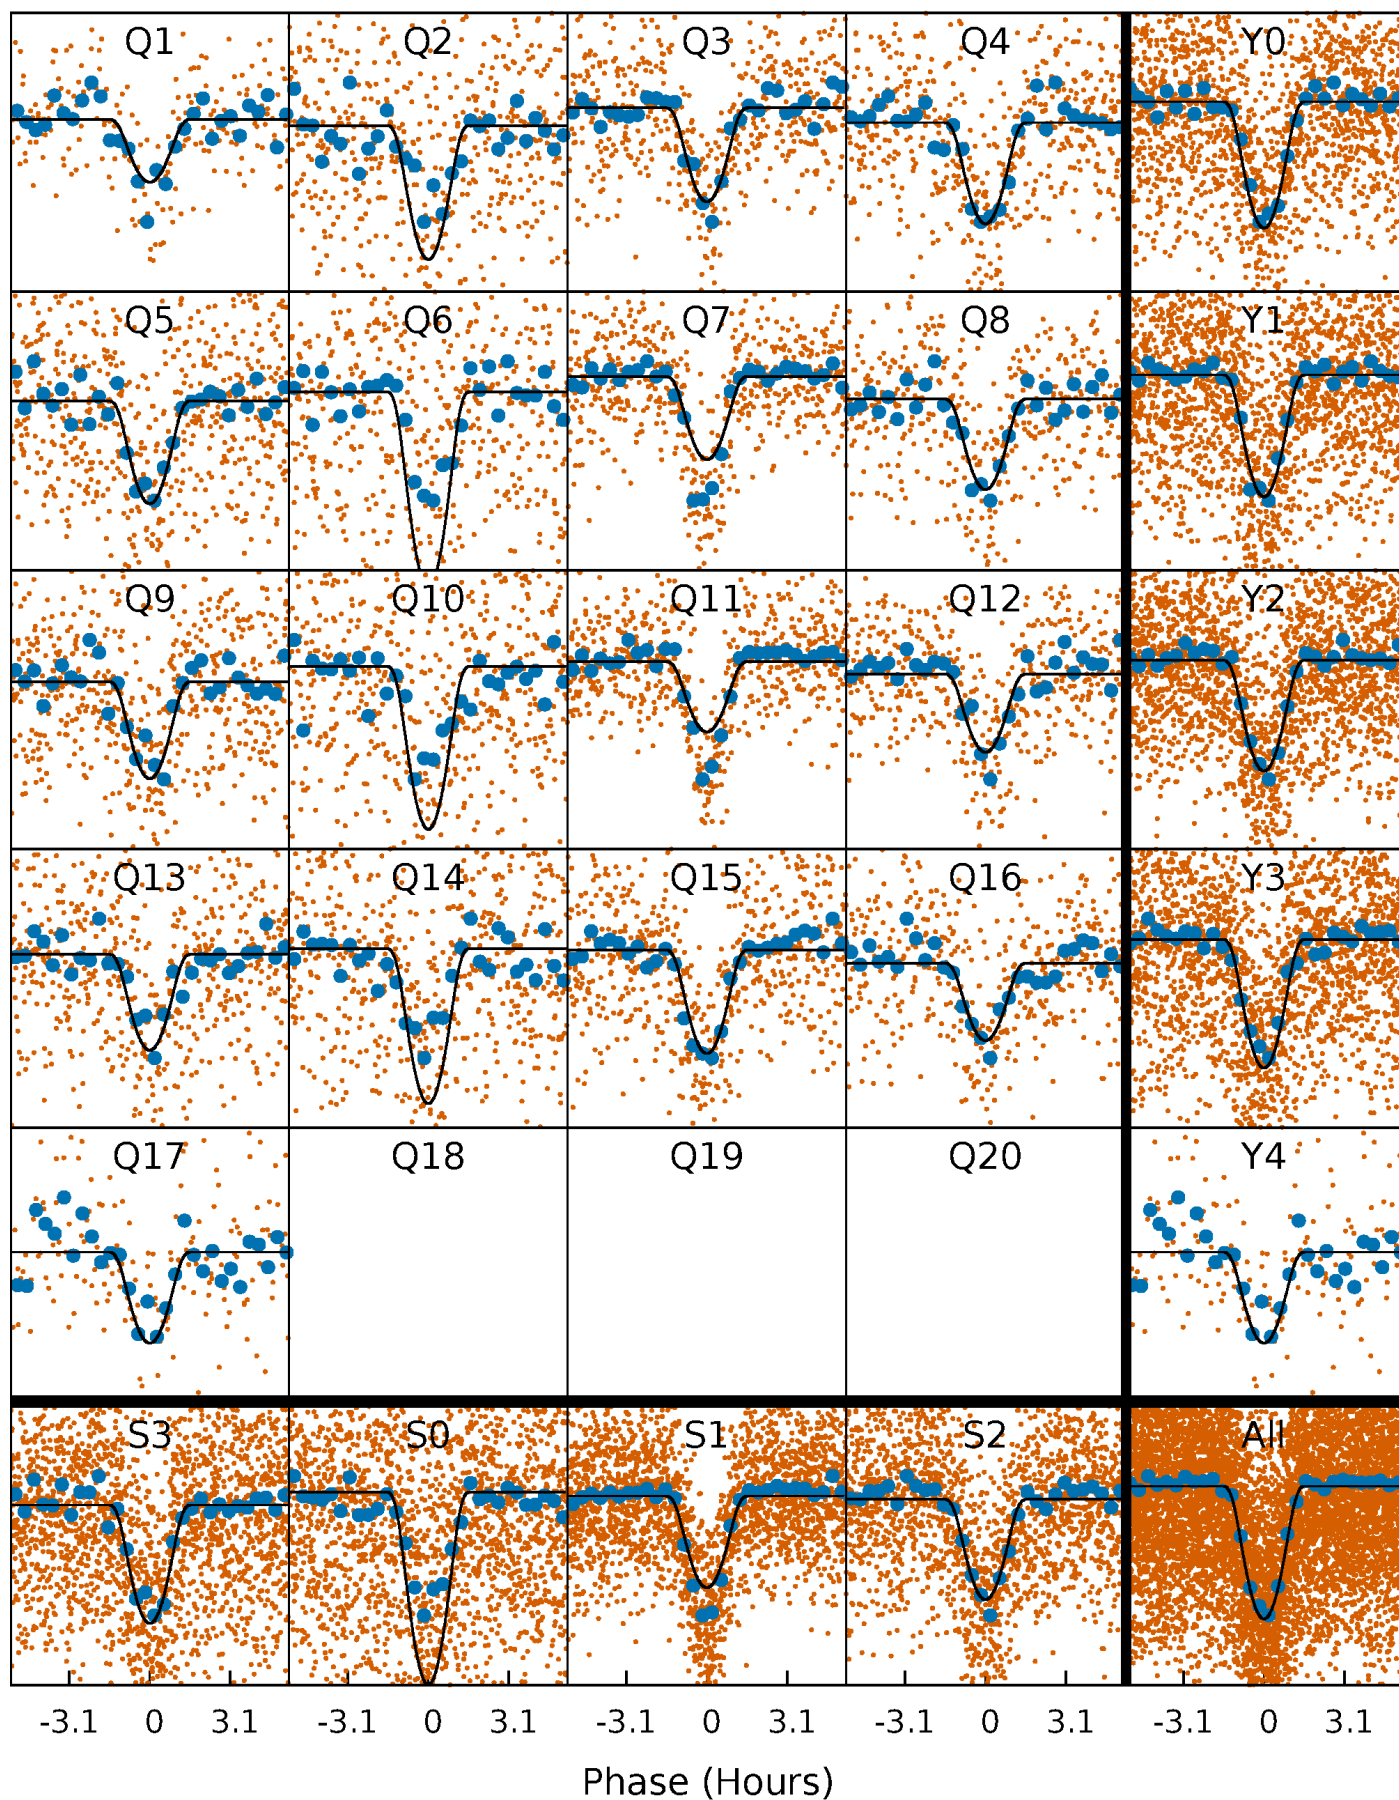 Q1 Q2 Q3 Q4 Y0
Q5 Q6 Q7 Q8 Y1
Q9 Q10 Q11 Q12 Y2
Q13 Q14 Q15 Q16 Y3
Q17 Q18 Q19 Q20 Y4
S3 S0 S1 S2 All
-3.1 0 3.1 -3.1 0 3.1 -3.1 0 3.1 -3.1 0 3.1 -3.1 0 3.1
Phase (Hours)